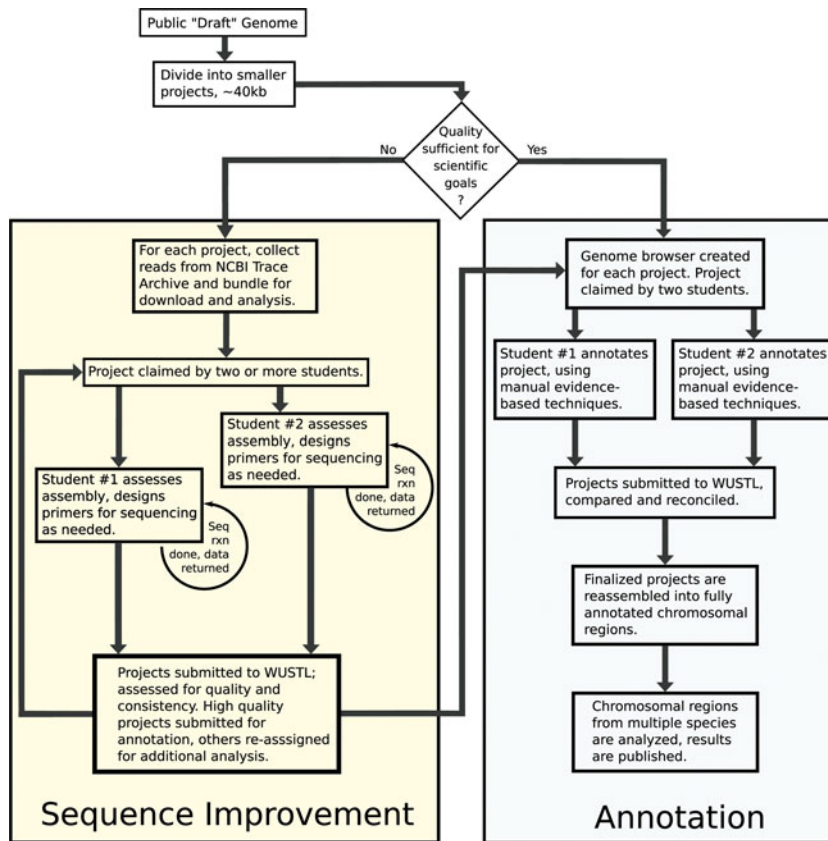 Public "Draft" Genome
Divide into smaller
projects, ~40kb
Quality
sufficient for
scientific
goals
?
No
Yes
For each project, collect
reads from NCBI Trace
Archive and bundle for
download and analysis.
Project claimed by two or more students.
Student #2 assesses
assembly, designs
primers for sequencing
as needed.
Seq
rxn
done, data
returned
Student #1 assesses
assembly, designs
primers for sequencing
as needed.
Seq
rxn
done, data
returned
Projects submitted to WUSTL;
assessed for quality and
consistency. High quality
projects submitted for
annotation, others re-asssigned
for additional analysis.
Sequence Improvement
Genome browser created
for each project. Project
claimed by two students.
Student #1 annotates
project, using
manual evidence-
based techniques.
Student #2 annotates
project, using
manual evidence-
based techniques.
Projects submitted to WUSTL,
compared and reconciled.
Finalized projects are
reassembled into fully
annotated chromosomal
regions.
Chromosomal regions
from multiple species
are analyzed, results
are published.
Annotation